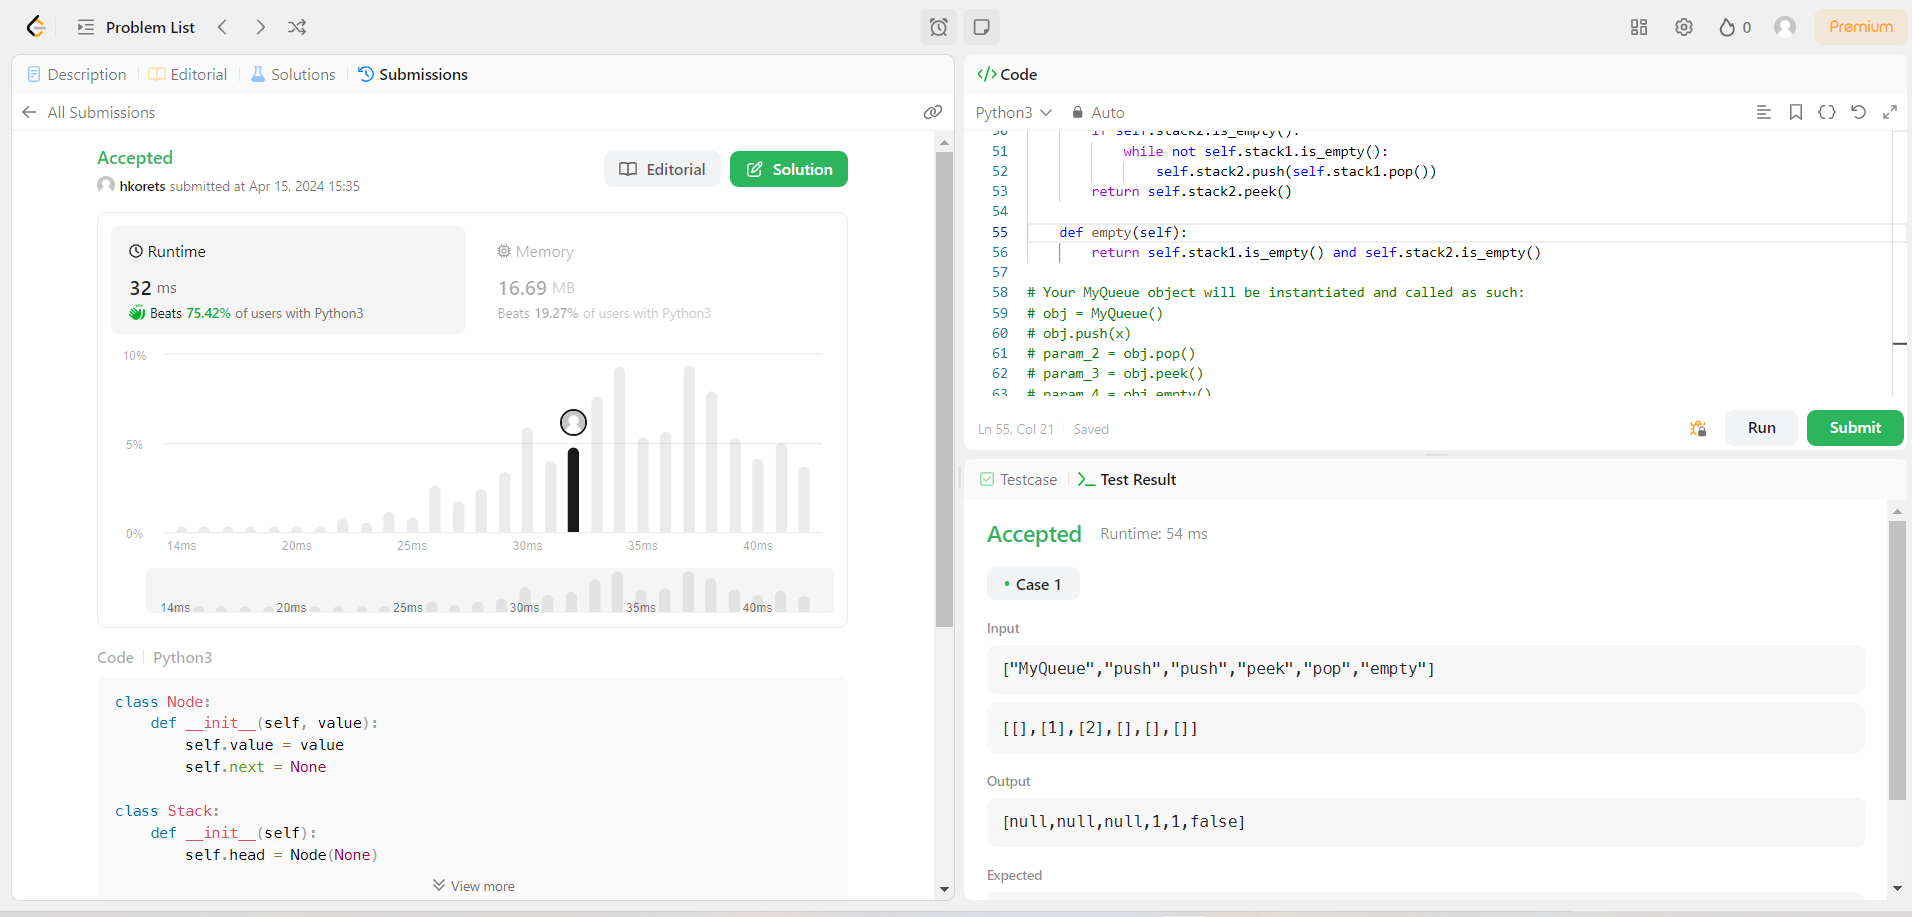 Problem List
0
Premium
Description
Editorial
Solutions
Submissions
All Submissions
Accepted
hkorets submitted at Apr 15, 2024 15:35
Editorial
Solution
Runtime
32 ms
Beats 75.42% of users with Python3
Memory
16.69 MB
Beats 19.27% of users with Python3
10%
5%
0%
14ms 20ms 25ms 30ms 35ms 40ms
14ms 20ms 25ms 30ms 35ms 40ms
Code Python3
class Node:
def __init__(self, value):
self.value = value
self.next = None
class Stack:
def __init__(self):
self.head = Node(None)
View more
</> Code
Python3
Auto
50 if self.stack2.is_empty():
51 while not self.stack1.is_empty():
52 self.stack2.push(self.stack1.pop())
53 return self.stack2.peek()
54
55 def empty(self):
56 return self.stack1.is_empty() and self.stack2.is_empty()
57
58 # Your MyQueue object will be instantiated and called as such:
59 # obj = MyQueue()
60 # obj.push(x)
61 # param_2 = obj.pop()
62 # param_3 = obj.peek()
63 # param_4 = obj.empty()
Ln 55, Col 21 Saved
Run
Submit
Testcase
Test Result
Accepted Runtime: 54 ms
Case 1
Input
["MyQueue","push","push","peek","pop","empty"]
[[],[1],[2],[],[],[]]
Output
[null,null,null,1,1,false]
Expected